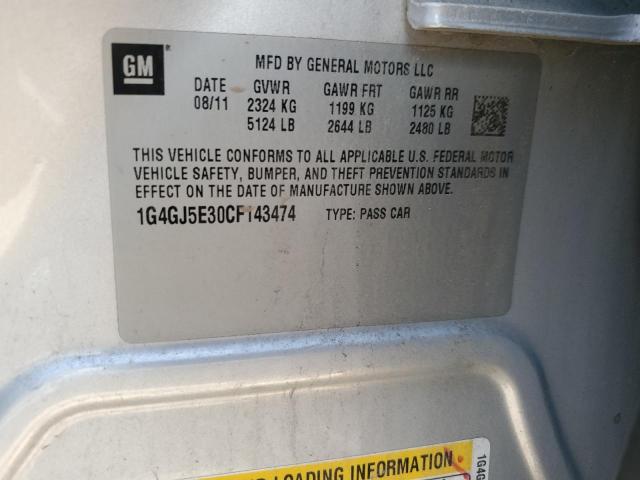 GM
MFD BY GENERAL MOTORS LLC
DATE GVWR GAWR FRT GAWR RR
08/11 2324 KG 1199 KG 1125 KG
5124 LB 2644 LB 2480 LB
THIS VEHICLE CONFORMS TO ALL APPLICABLE U.S. FEDERAL MOTOR
VEHICLE SAFETY, BUMPER, AND THEFT PREVENTION STANDARDS IN
EFFECT ON THE DATE OF MANUFACTURE SHOWN ABOVE.
1G4GJ5E30CF143474 TYPE: PASS CAR
LOADING INFORMATION
1G4G